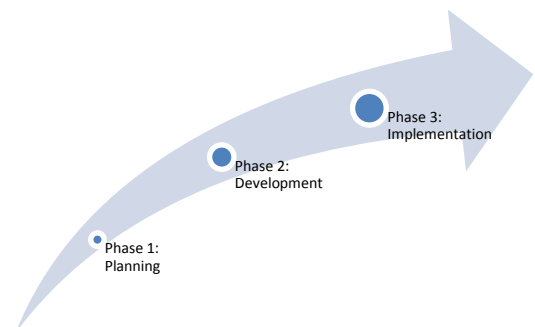 Phase 1:
Planning
Phase 2:
Development
Phase 3:
Implementation